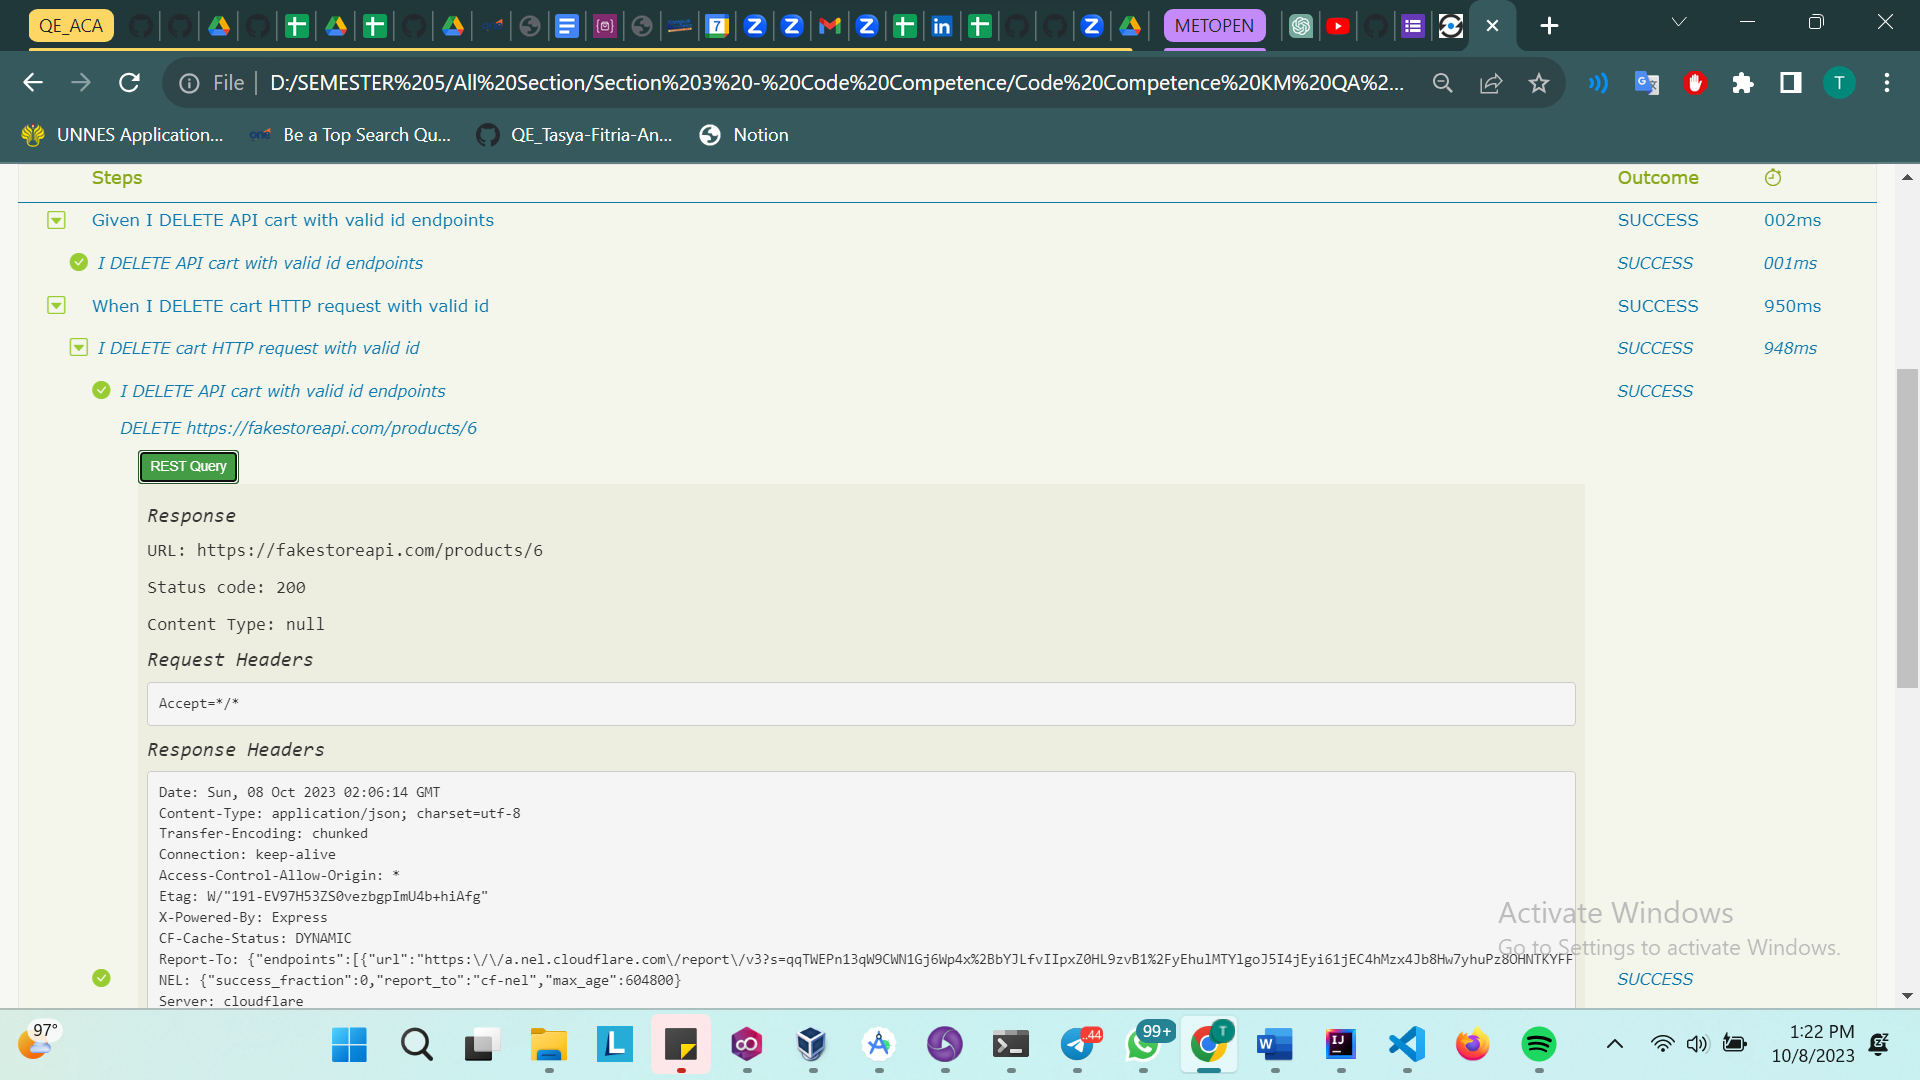 QE_ACA
METOPEN
File
D:/SEMESTER%205/All%20Section/Section%203%20-%20Code%20Competence/Code%20Competence%20KM%20QA%2...
T
UNNES Application...
one
Be a Top Search Qu...
QE_Tasya-Fitria-An...
Notion
Steps
Outcome
Given I DELETE API cart with valid id endpoints
SUCCESS
002ms
I DELETE API cart with valid id endpoints
SUCCESS
001ms
When I DELETE cart HTTP request with valid id
SUCCESS
950ms
I DELETE cart HTTP request with valid id
SUCCESS
948ms
I DELETE API cart with valid id endpoints
SUCCESS
DELETE https://fakestoreapi.com/products/6
REST Query
Response
URL: https://fakestoreapi.com/products/6
Status code: 200
Content Type: null
Request Headers
Accept=*/*
Response Headers
Date: Sun, 08 Oct 2023 02:06:14 GMT
Content-Type: application/json; charset=utf-8
Transfer-Encoding: chunked
Connection: keep-alive
Access-Control-Allow-Origin: *
Etag: W/"191-EV97H53ZS0vezbgpImU4b+hiAfg"
X-Powered-By: Express
CF-Cache-Status: DYNAMIC
Report-To: {"endpoints":[{"url":"https:\/\/a.nel.cloudflare.com\/report\/v3?s=qqTWEPn13qW9CWN1Gj6Wp4x%2BbYJLfvIIpxZ0HL9zvB1%2FyEhulMTYlgoJ5I4jEyi61jEC4hMzx4Jb8Hw7yhuPz8OHNTKYFF
NEL: {"success_fraction":0,"report_to":"cf-nel","max_age":604800}
Server: cloudflare
SUCCESS
Activate Windows
Go to Settings to activate Windows.
97°
44
99+
T
1:22 PM
10/8/2023